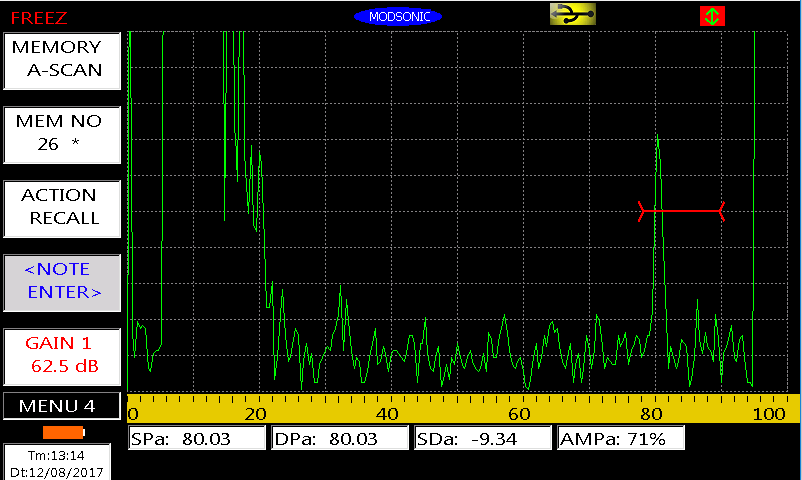 FREEZ
MODSONIC
MEMORY
A-SCAN
MEM NO
26 *
ACTION
RECALL
<NOTE
ENTER>
GAIN 1
62.5 dB
MENU 4
0 20 40 60 80 100
SPa: 80.03 DPa: 80.03 SDa: -9.34 AMPa: 71%
Tm:13:14
Dt:12/08/2017